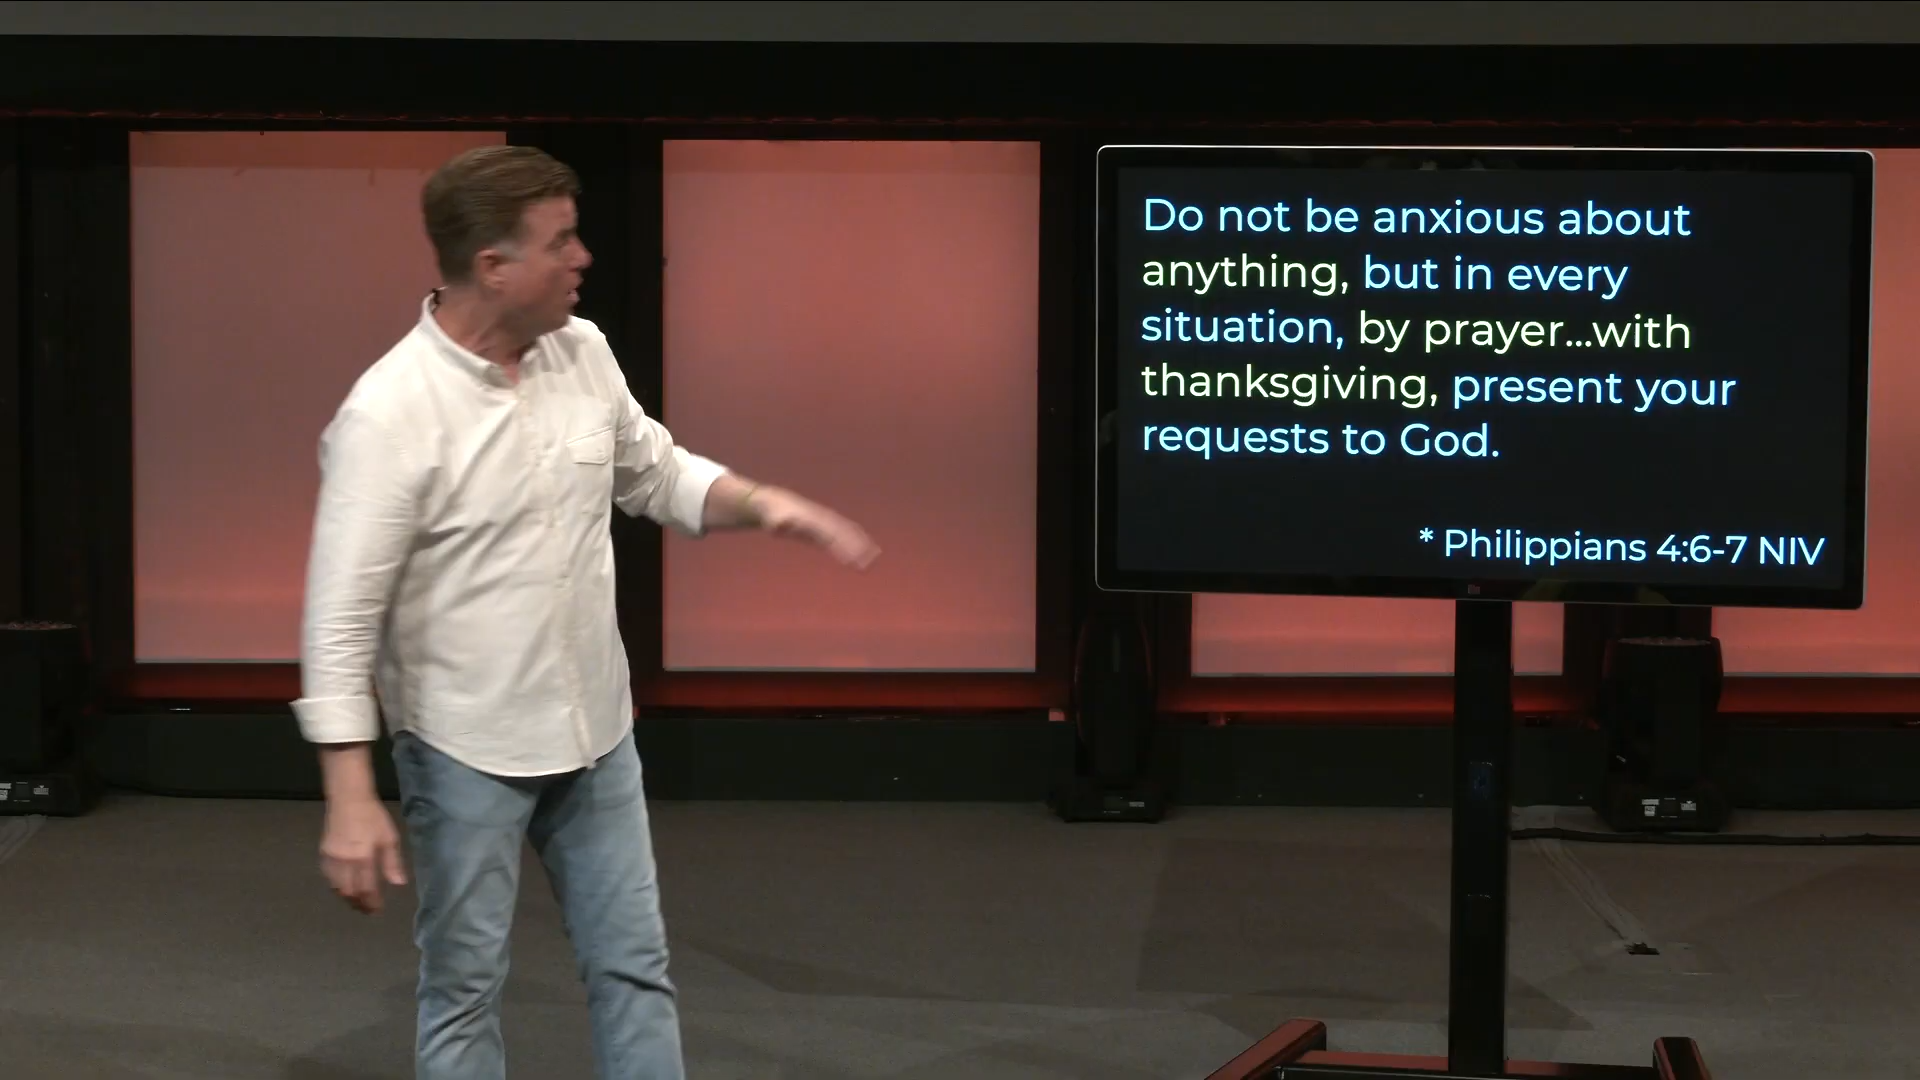 Do not be anxious about
anything, but in every
situation, by prayer...with
thanksgiving, present your
requests to God.
* Philippians 4:6-7 NIV